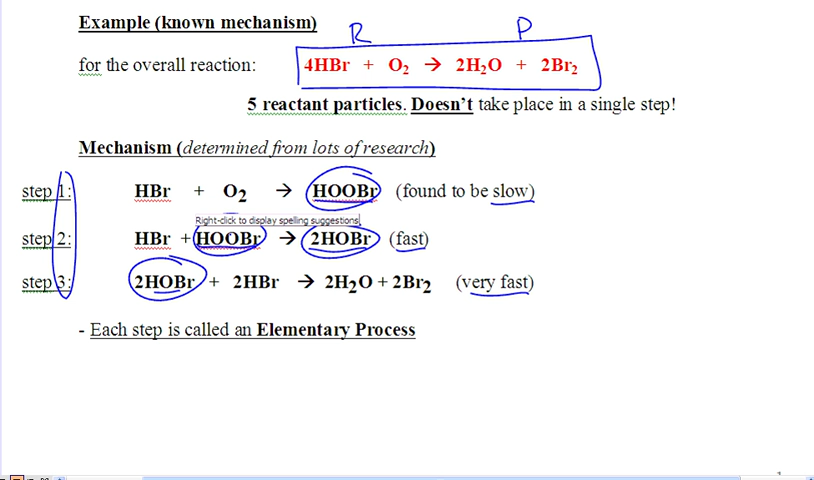 Example (known mechanism)
R P
for the overall reaction: 4HBr + O₂ → 2H₂O + 2Br₂
5 reactant particles. Doesn't take place in a single step!
Mechanism (determined from lots of research)
step 1: HBr + O₂ → HOOBr (found to be slow)
Right-click to display spelling suggestions
step 2: HBr + HOOBr → 2HOBr (fast)
step 3: 2HOBr + 2HBr → 2H₂O + 2Br₂ (very fast)
- Each step is called an Elementary Process